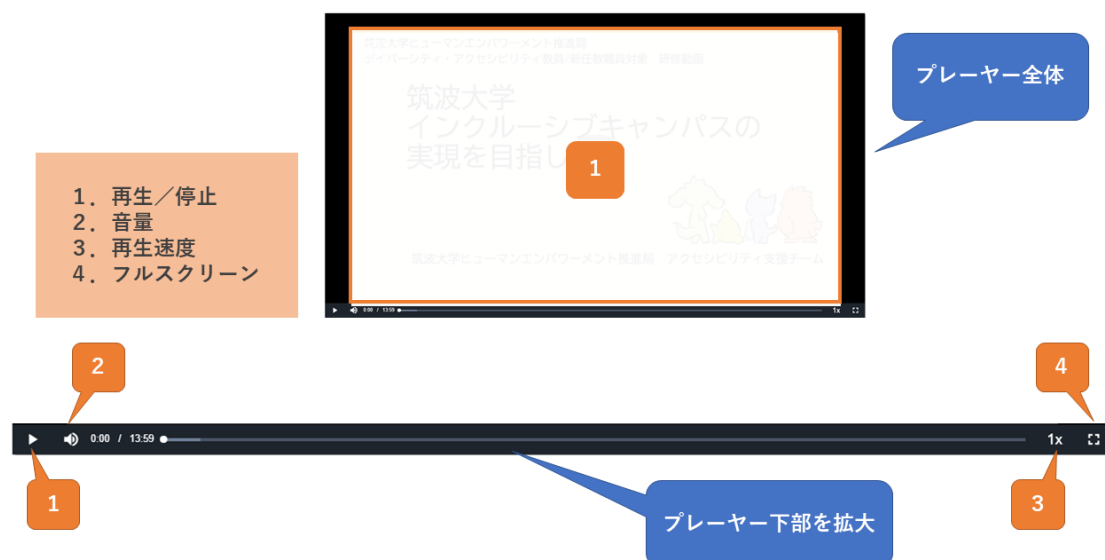 筑波大学ヒューマンエンパワーメント推進局
ダイバーシティ・アクセシビリティ教員/新任教職員対象 研修動画
筑波大学
インクルーシブキャンパスの
実現を目指し
1
筑波大学ヒューマンエンパワーメント推進局 アクセシビリティ支援チーム
0:00 / 13:59
1x
プレーヤー全体
1. 再生／停止
2. 音量
3. 再生速度
4. フルスクリーン
2
4
0:00 / 13:59
1x
1
3
プレーヤー下部を拡大